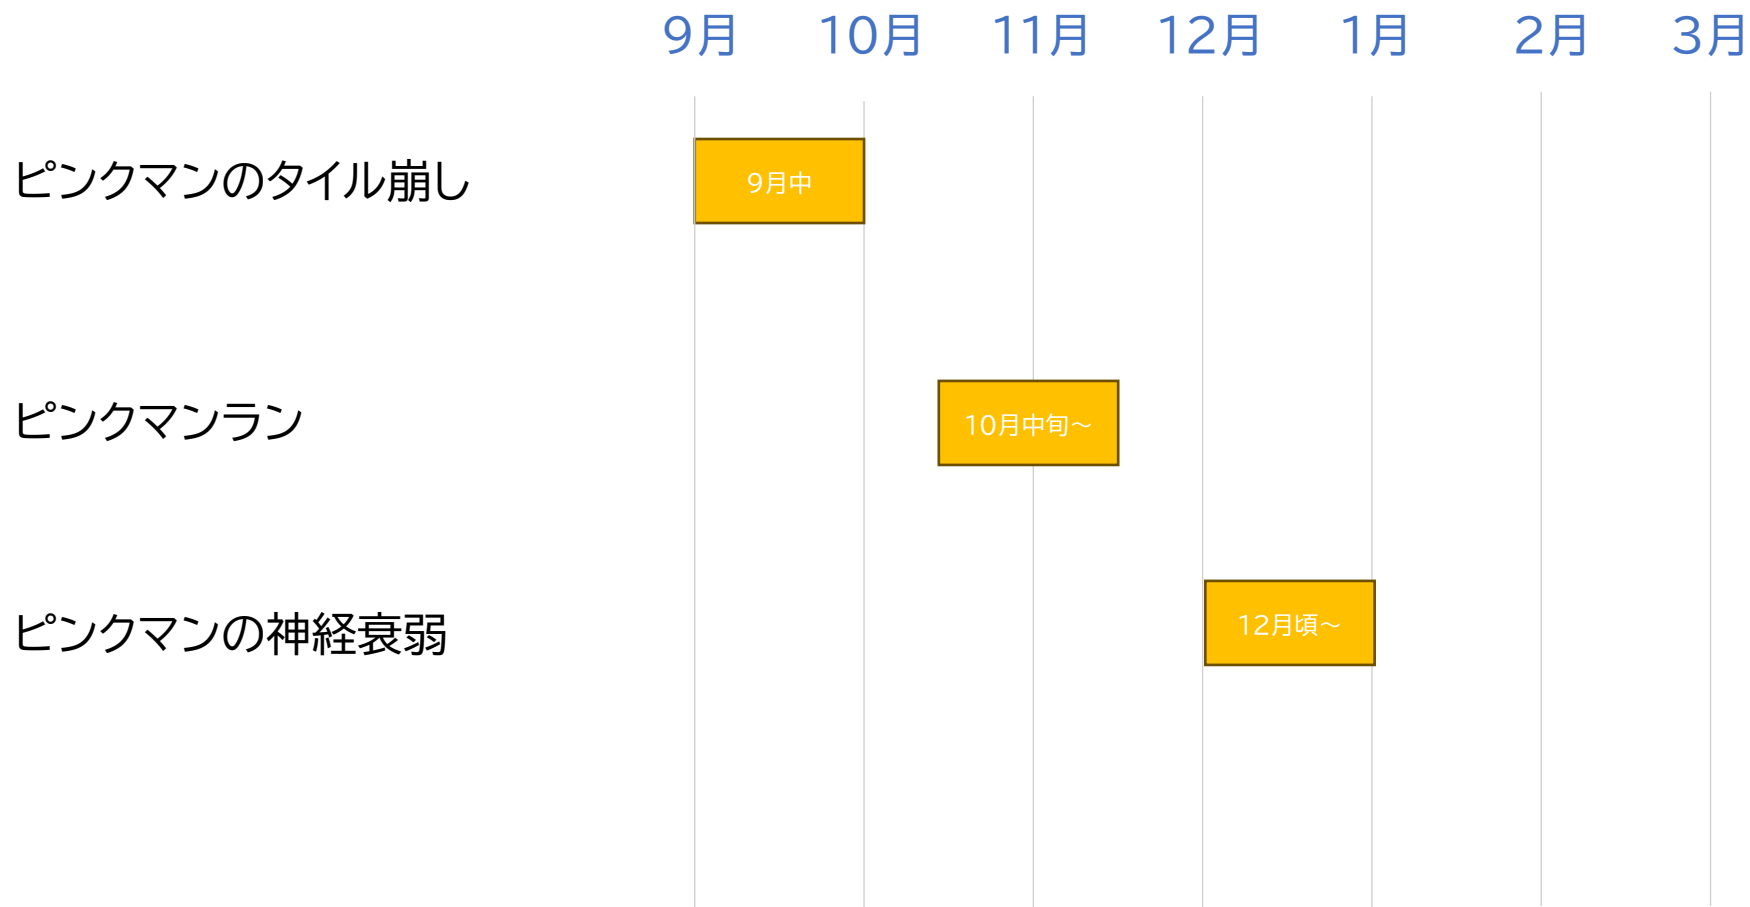 9月 10月 11月 12月 1月 2月 3月
ピンクマンのタイル崩し
9月中
ピンクマンラン
10月中旬～
ピンクマンの神経衰弱
12月頃～